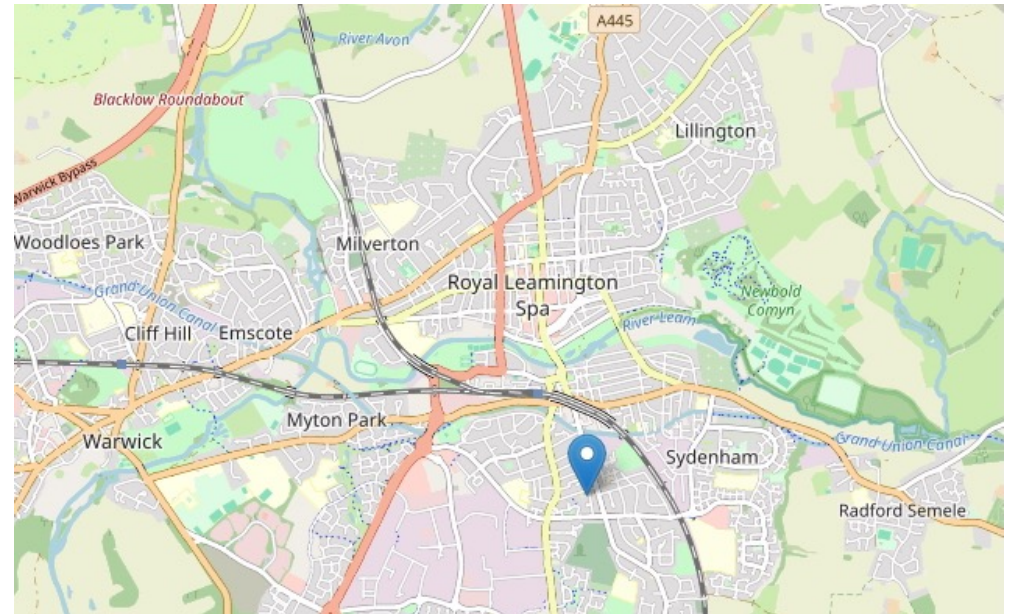 A445
River Avon
Blacklow Roundabout
Lillington
Warwick Bypass
Woodloes Park
Milverton
Royal Leamington
Spa
Newbold
Comyn
Grand Union Canal
River Leam
Cliff Hill
Emscote
Myton Park
Warwick
Sydenham
Grand Union Canal
Radford Semele